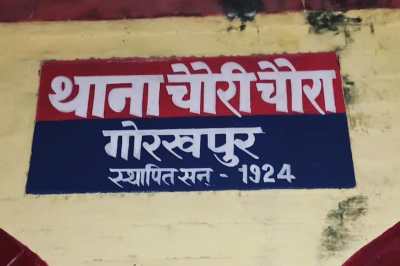 थाना चौरी चौरा
गोरखपुर
स्थापित सन् - 1924